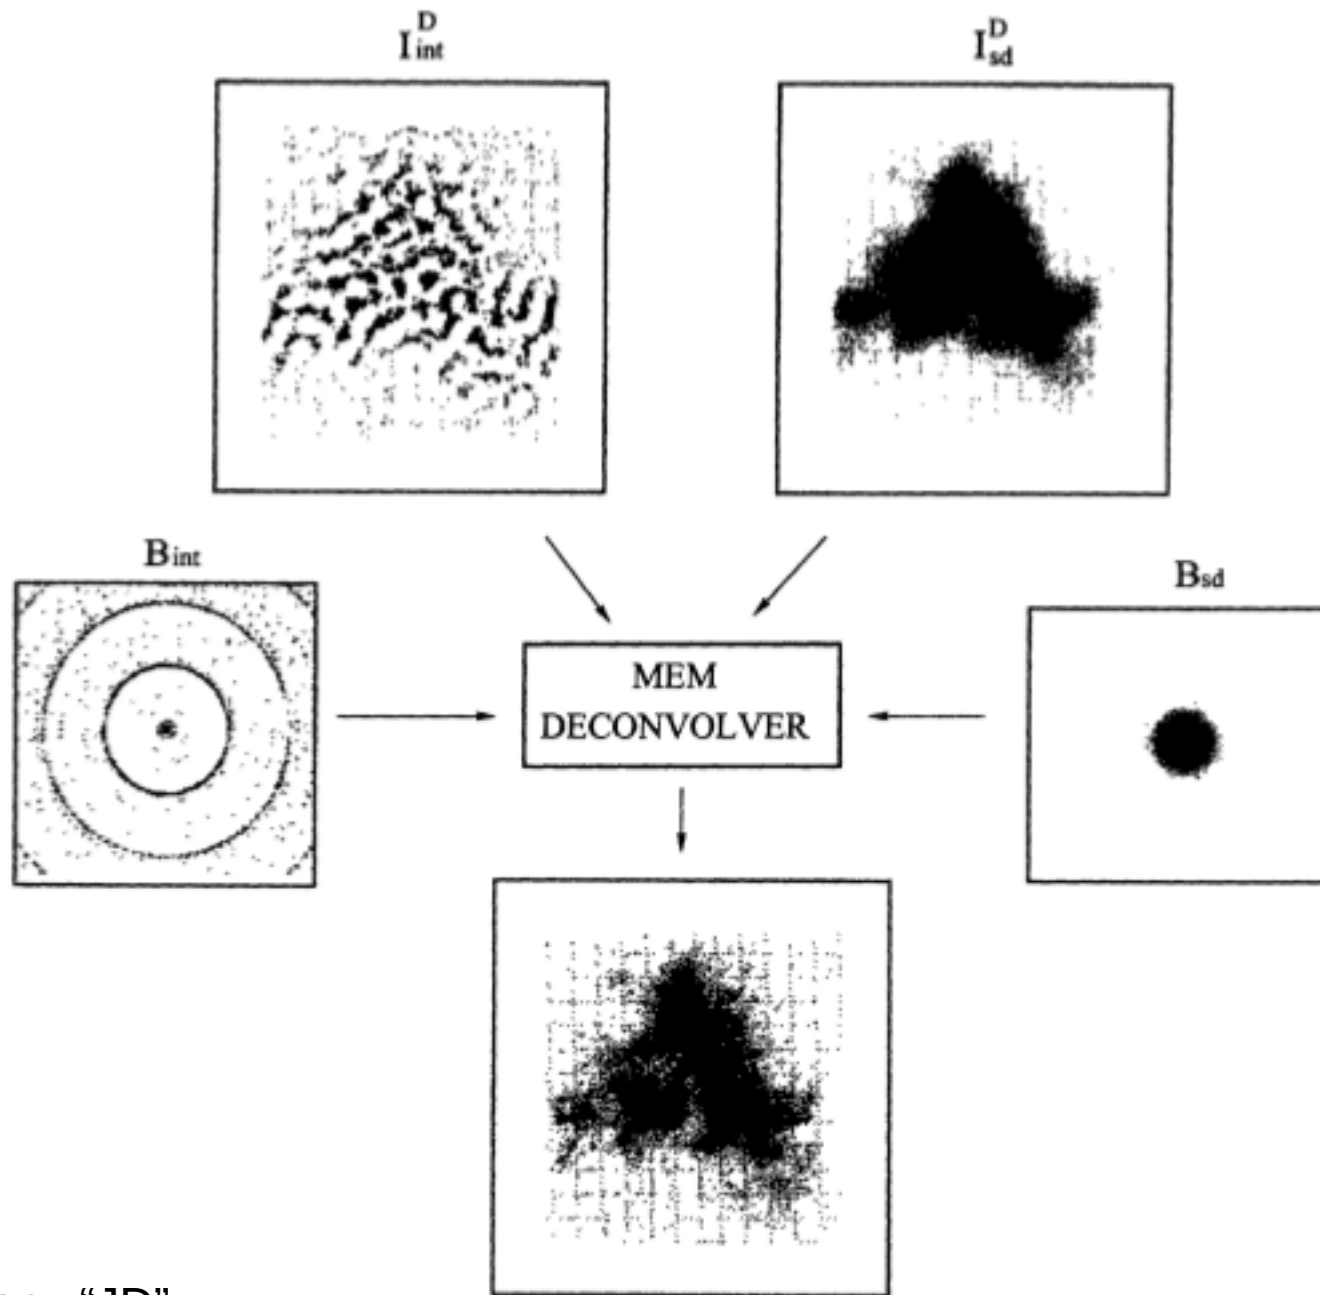 I^D_int
I^D_sd
B_int
B_sd
MEM
DECONVOLVER
"JD"